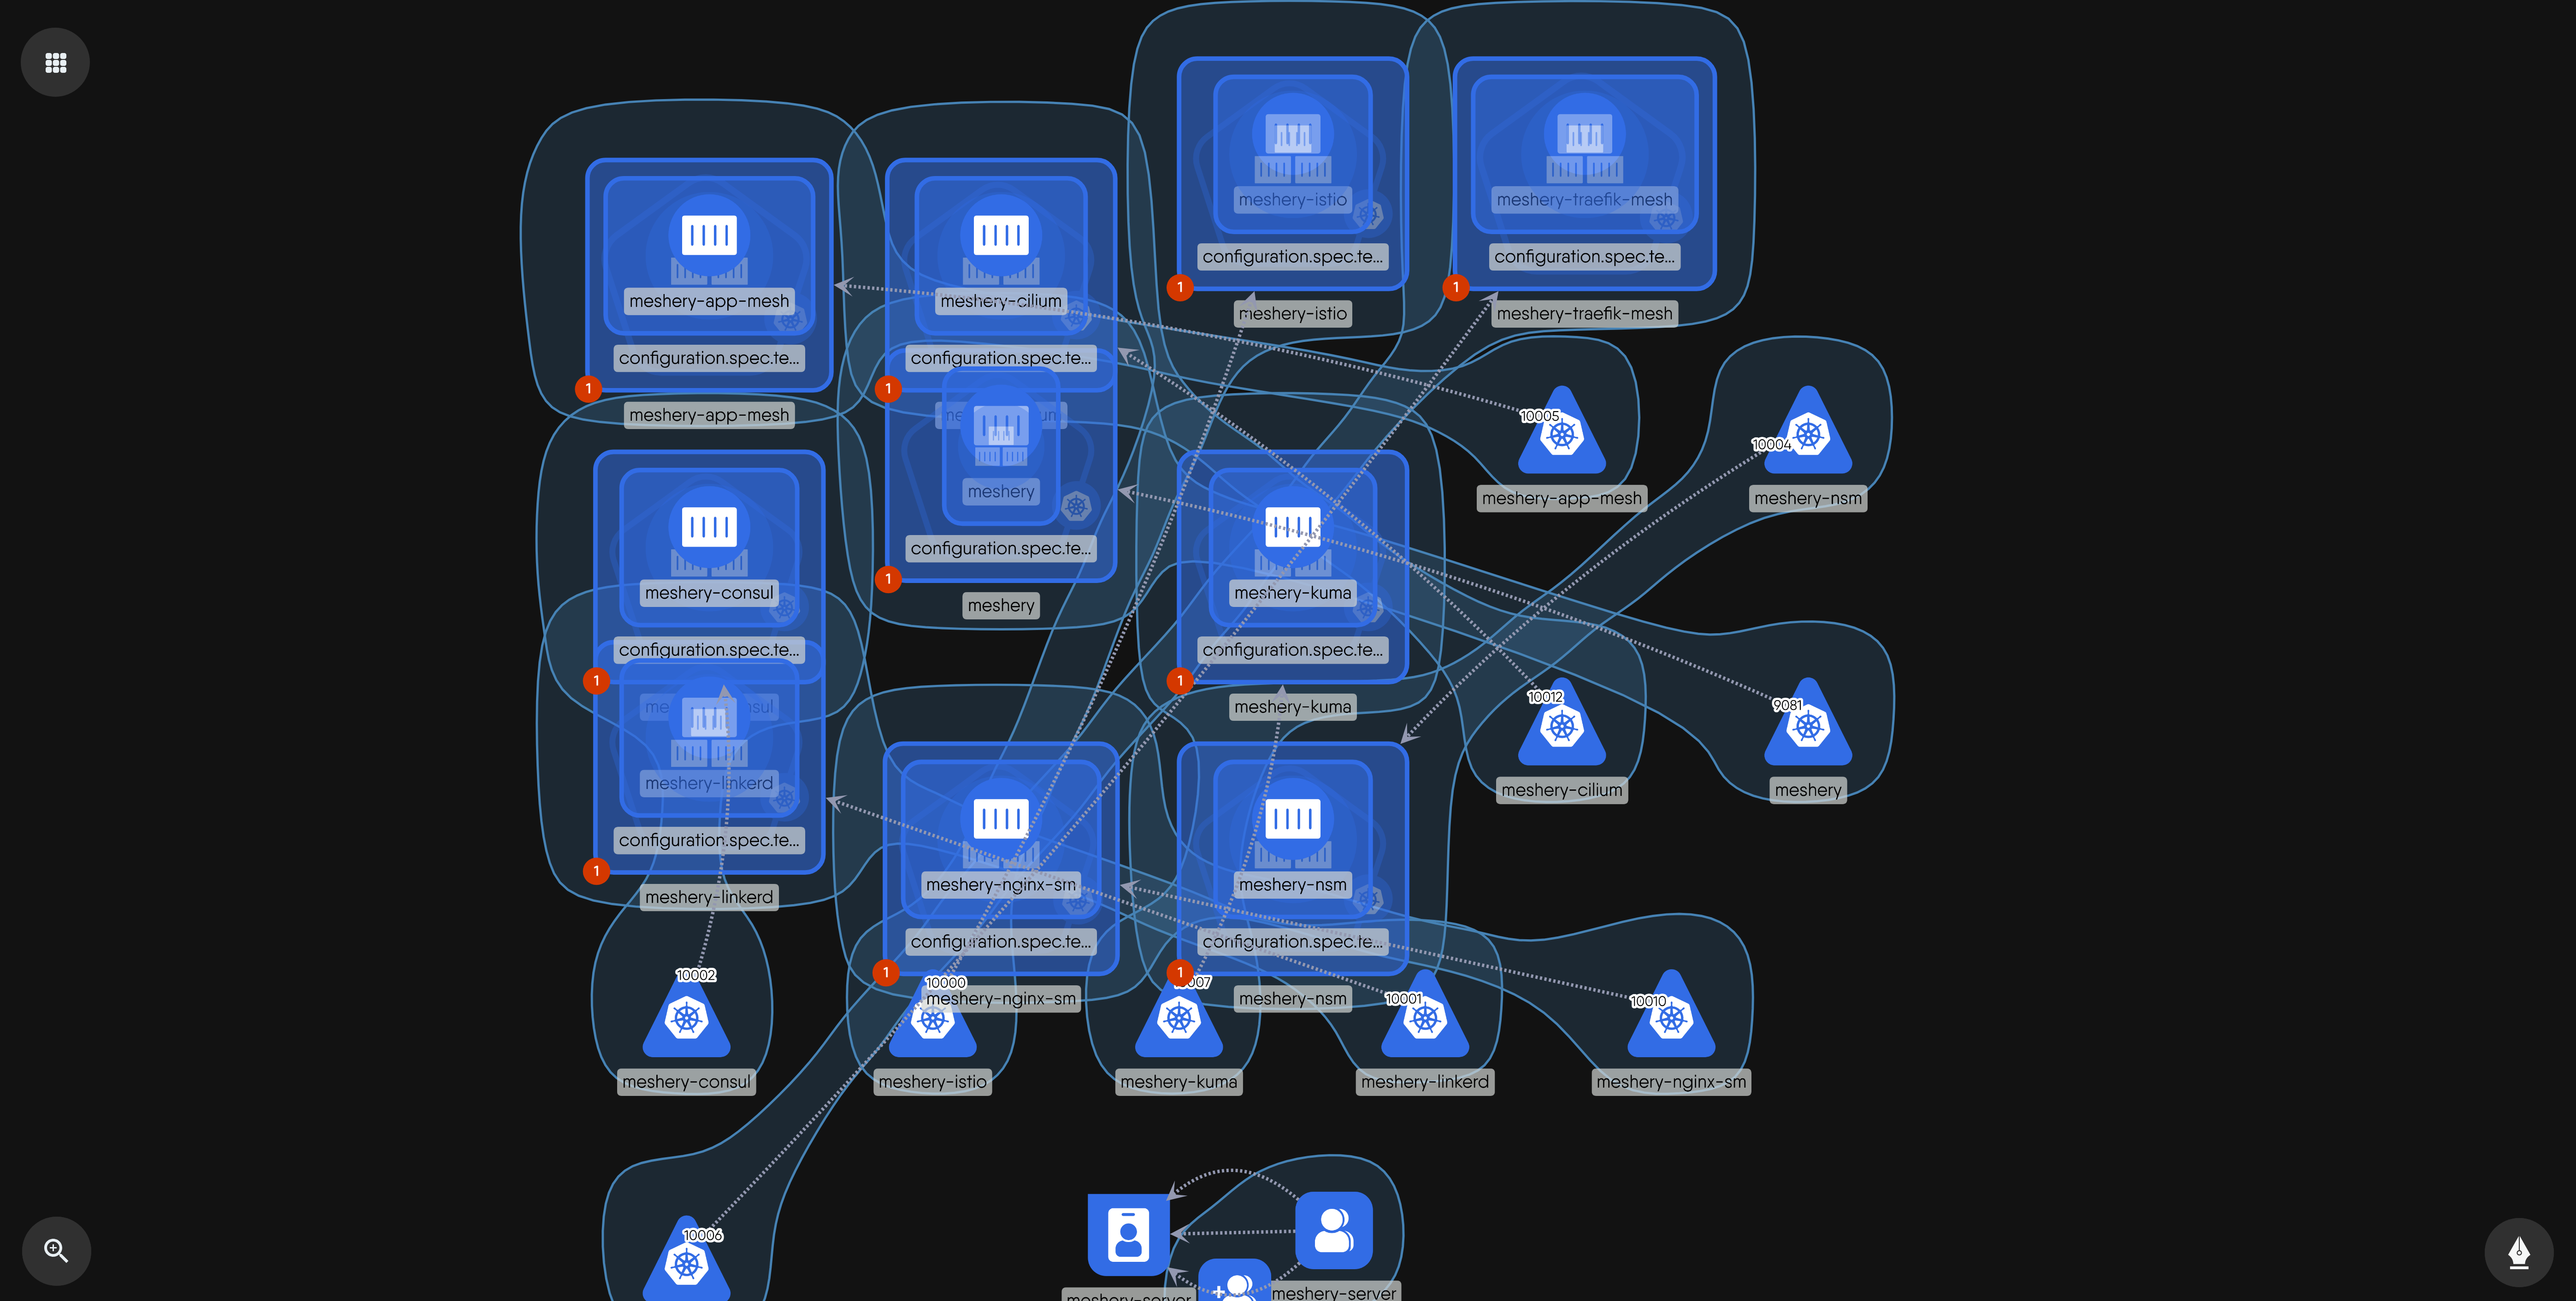 meshery-istio
configuration.spec.te...
1
meshery-istio
meshery-traefik-mesh
configuration.spec.te...
1
meshery-traefik-mesh
meshery-app-mesh
configuration.spec.te...
1
meshery-app-mesh
meshery-cilium
configuration.spec.te...
1
meshery
configuration.spec.te...
1
meshery
10005
meshery-app-mesh
10004
meshery-nsm
meshery-consul
configuration.spec.te...
1
meshery-linkerd
configuration.spec.te...
1
meshery-linkerd
meshery-kuma
configuration.spec.te...
1
meshery-kuma
10012
meshery-cilium
9081
meshery
meshery-nginx-sm
configuration.spec.te...
1
meshery-nginx-sm
meshery-nsm
configuration.spec.te...
1
meshery-nsm
10002
meshery-consul
10000
meshery-istio
007
meshery-kuma
10001
meshery-linkerd
10010
meshery-nginx-sm
10006
meshery-server
meshery-server